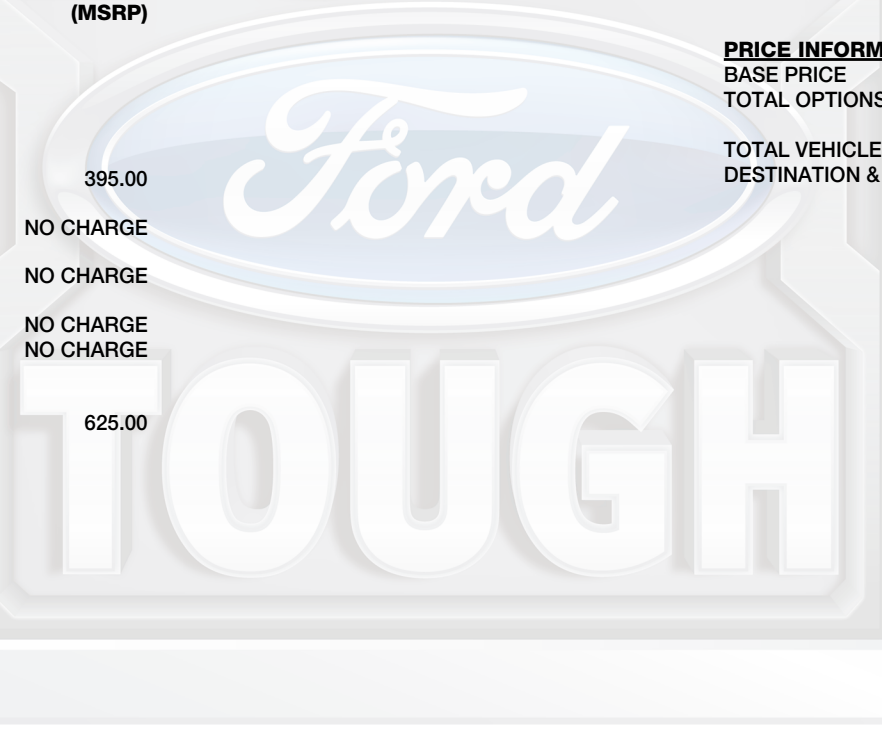 (MSRP)
395.00
NO CHARGE
NO CHARGE
NO CHARGE
NO CHARGE
625.00
PRICE INFORM
BASE PRICE
TOTAL OPTIONS
TOTAL VEHICLE
DESTINATION &
Ford
TOUGH